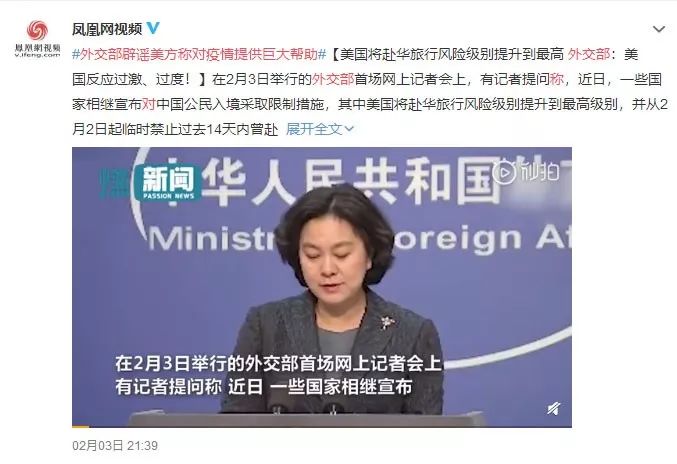 凤凰网视频
鳳凰網视频
v.ifeng.com
#外交部辟谣美方称对疫情提供巨大帮助#【美国将赴华旅行风险级别提升到最高 外交部：美
国反应过激、过度！】在2月3日举行的外交部首场网上记者会上，有记者提问称，近日，一些国
家相继宣布对中国公民入境采取限制措施，其中美国将赴华旅行风险级别提升到最高级别，并从2
月2日起临时禁止过去14天内曾赴 展开全文
新闻
PASSION NEWS
秒拍
中华人民共和国外
Ministr
oreign Af
在2月3日举行的外交部首场网上记者会上
有记者提问称 近日 一些国家相继宣布
02月03日 21:39